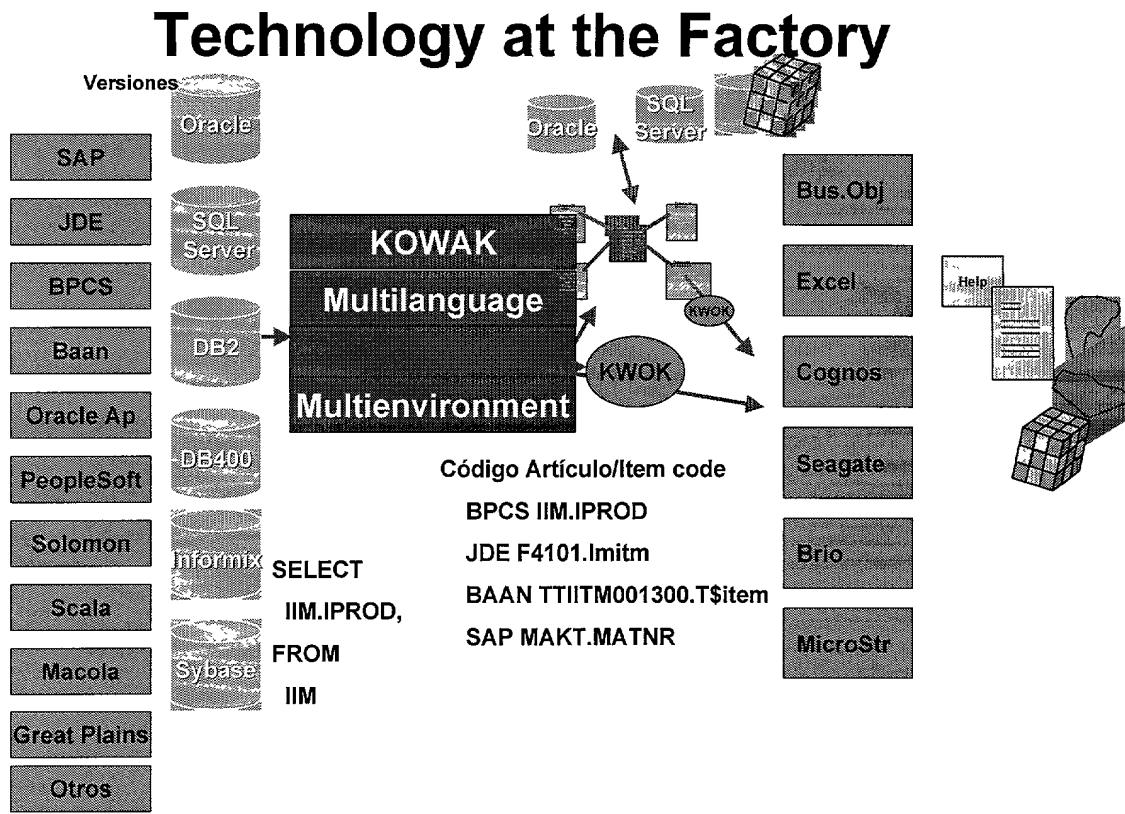 Technology at the Factory
Versiones
SAP
JDE
BPCS
Baan
Oracle Ap
PeopleSoft
Solomon
Scala
Macola
Great Plains
Otros
Oracle
SQL
Server
DB2
DB400
Informix
Sybase
KOWAK
Multilanguage
Multienvironment
Oracle
SQL
Server
KWOK
KWOK
SELECT
IIM.IPROD,
FROM
IIM
Código Artículo/Item code
BPCS IIM.IPROD
JDE F4101.Imitm
BAAN TTIITM001300.T$item
SAP MAKT.MATNR
Bus.Obj
Excel
Cognos
Seagate
Brio
MicroStr
Help